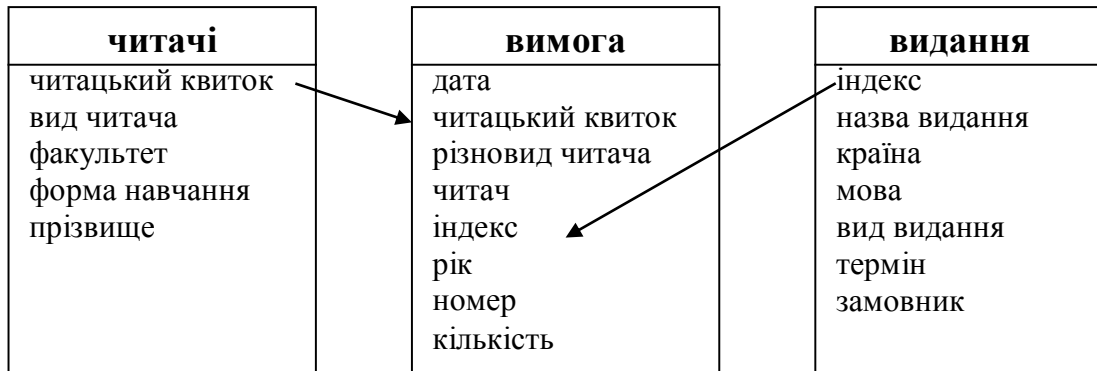 читачі
читацький квиток
вид читача
факультет
форма навчання
прізвище
вимога
дата
читацький квиток
різновид читача
читач
індекс
рік
номер
кількість
видання
індекс
назва видання
країна
мова
вид видання
термін
замовник